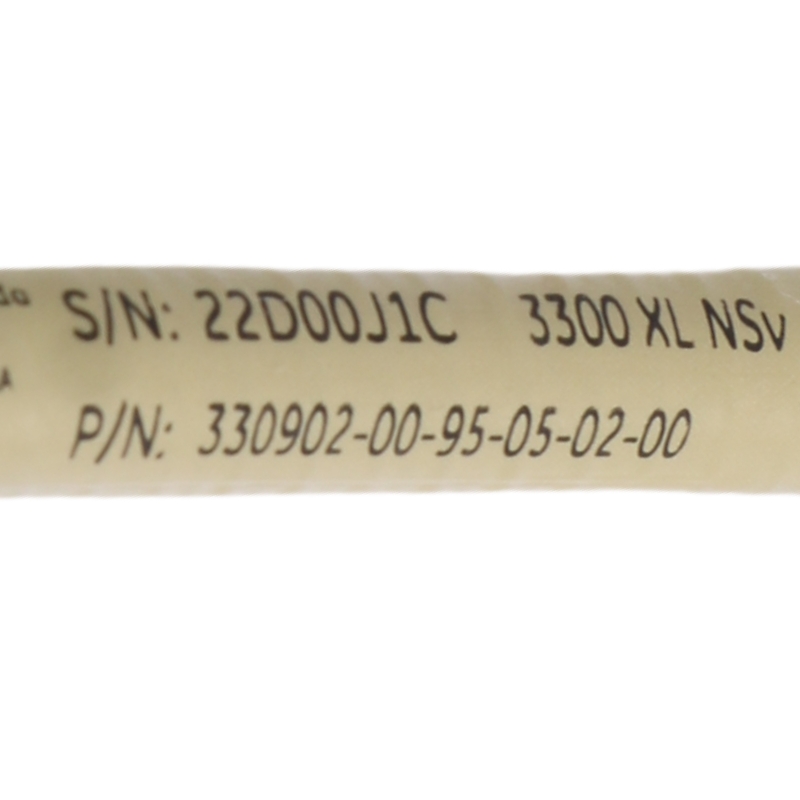 S/N: 22D00J1C 3300 XL NSv
P/N: 330902-00-95-05-02-00